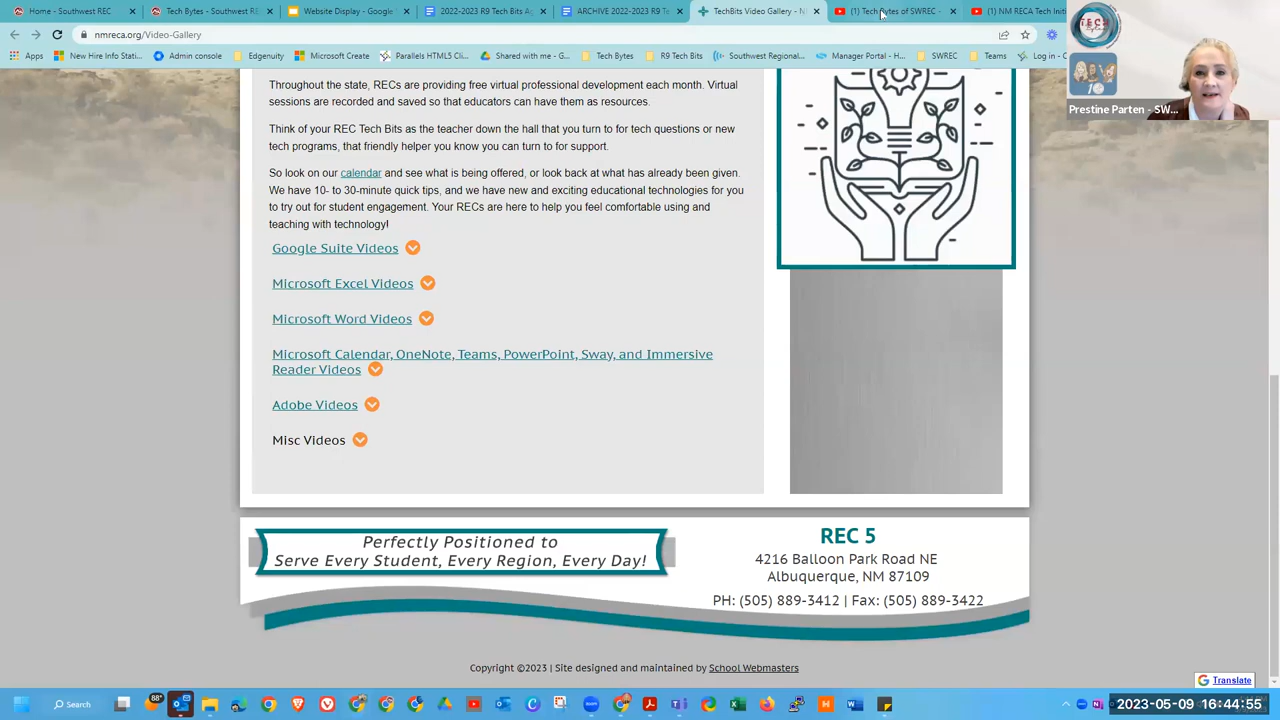 Home - Southwest REC
Tech Bytes - Southwest RE
Website Display - Google
2022-2023 R9 Tech Bits A
ARCHIVE 2022-2023 R9 Te
TechBits Video Gallery - N
(1) Tech Bytes of SWREC -
(1) NM RECA Tech Initi
nmreca.org/Video-Gallery
Apps
New Hire Info Stati...
Admin console
Edgenuity
Microsoft Office Ho...
Project Create
Parallels HTML5 Cli...
Shared with me - G...
Tech Bytes
R9 Tech Bits
Southwest Regional...
Manager Portal - H...
SWREC
Teams
Log in - c
TECH
Prestine Parten - SW...
Throughout the state, RECs are providing free virtual professional development each month. Virtual
sessions are recorded and saved so that educators can have them as resources.
Think of your REC Tech Bits as the teacher down the hall that you turn to for tech questions or new
tech programs, that friendly helper you know you can turn to for support.
So look on our calendar and see what is being offered, or look back at what has already been given.
We have 10- to 30-minute quick tips, and we have new and exciting educational technologies for you
to try out for student engagement. Your RECs are here to help you feel comfortable using and
teaching with technology!
Google Suite Videos
Microsoft Excel Videos
Microsoft Word Videos
Microsoft Calendar, OneNote, Teams, PowerPoint, Sway, and Immersive
Reader Videos
Adobe Videos
Misc Videos
Perfectly Positioned to
Serve Every Student, Every Region, Every Day!
REC 5
4216 Balloon Park Road NE
Albuquerque, NM 87109
PH: (505) 889-3412 | Fax: (505) 889-3422
Copyright ©2023 | Site designed and maintained by School Webmasters
Translate
Search
88°
2023-05-09 16:44:55